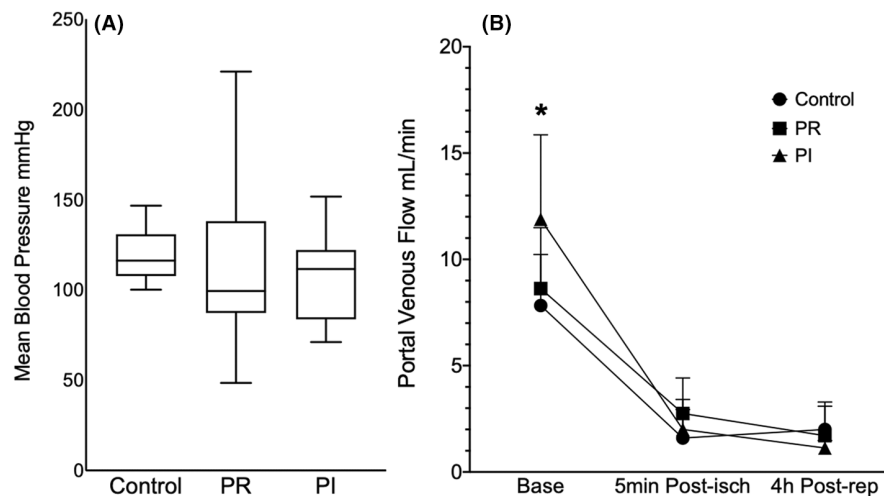 (A)
Mean Blood Pressure mmHg
250
200
150
100
50
0
Control PR PI
(B)
Portal Venous Flow mL/min
20
15
10
5
0
*
Control
PR
PI
Base 5min Post-isch 4h Post-rep